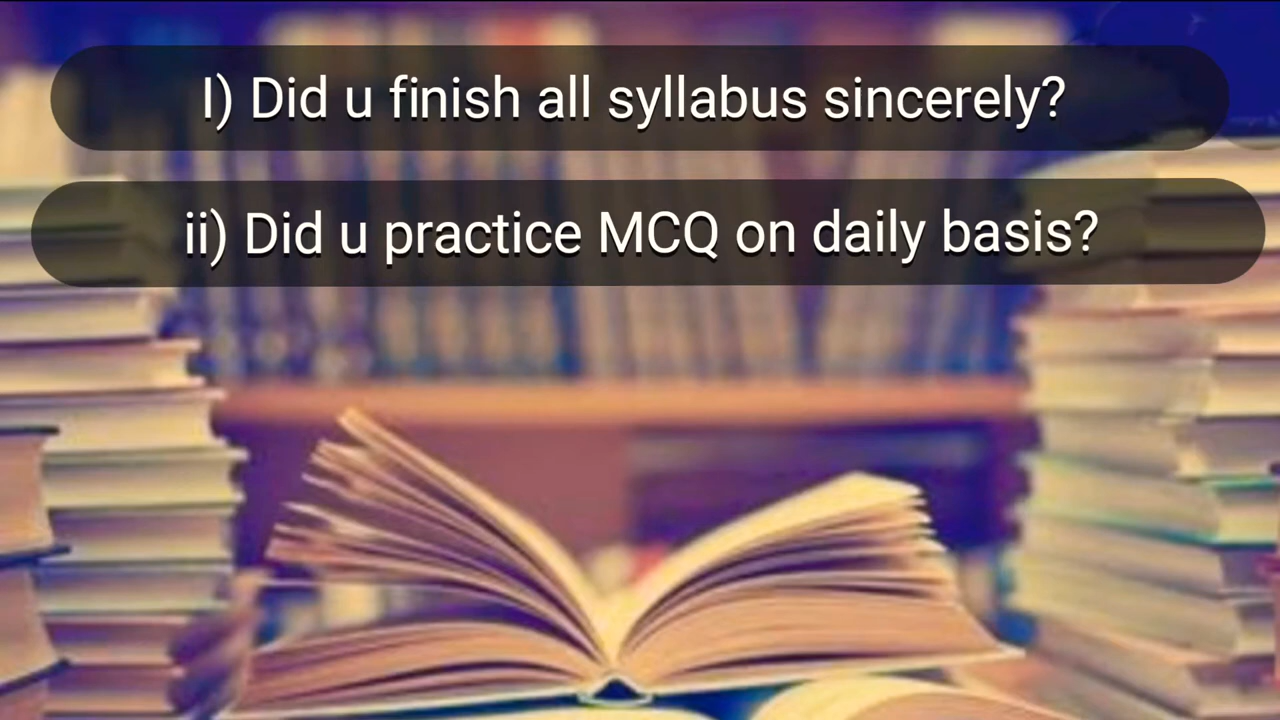 I) Did u finish all syllabus sincerely?
ii) Did u practice MCQ on daily basis?